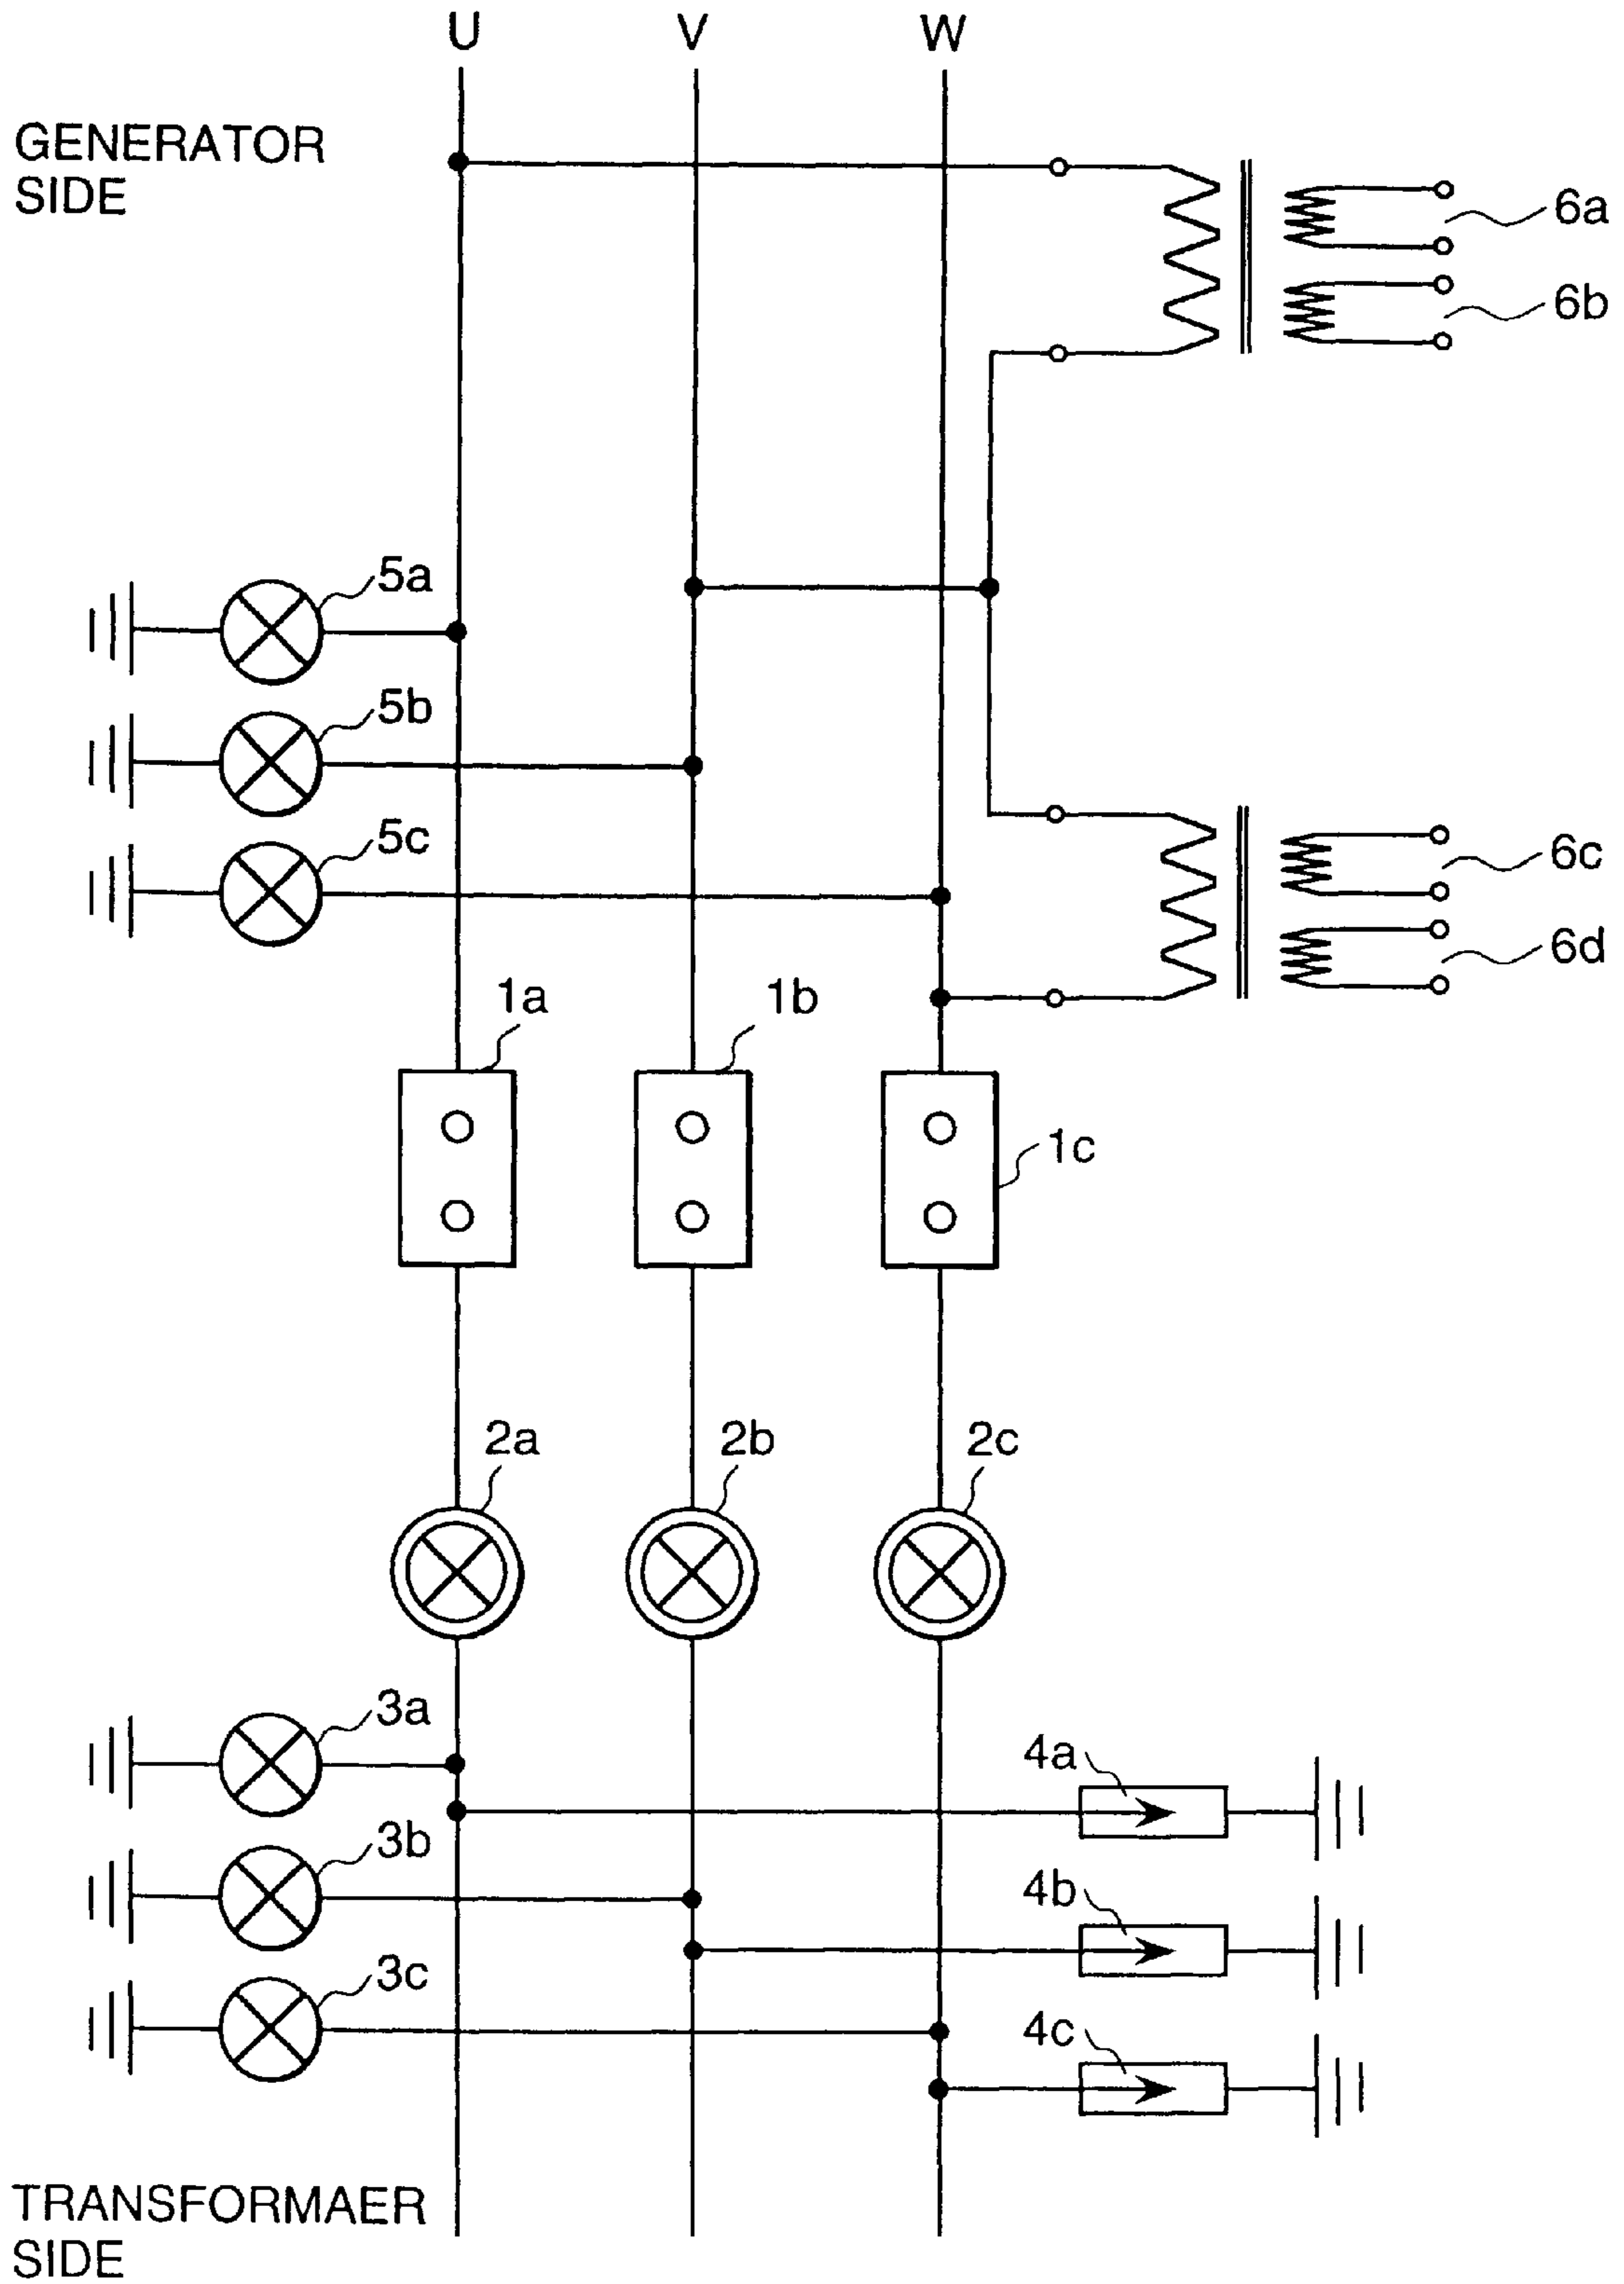 U V W
GENERATOR
SIDE
6a
6b
5a
5b
5c
6c
6d
1a
1b
1c
2a
2b
2c
3a
4a
3b
4b
3c
4c
TRANSFORMAER
SIDE